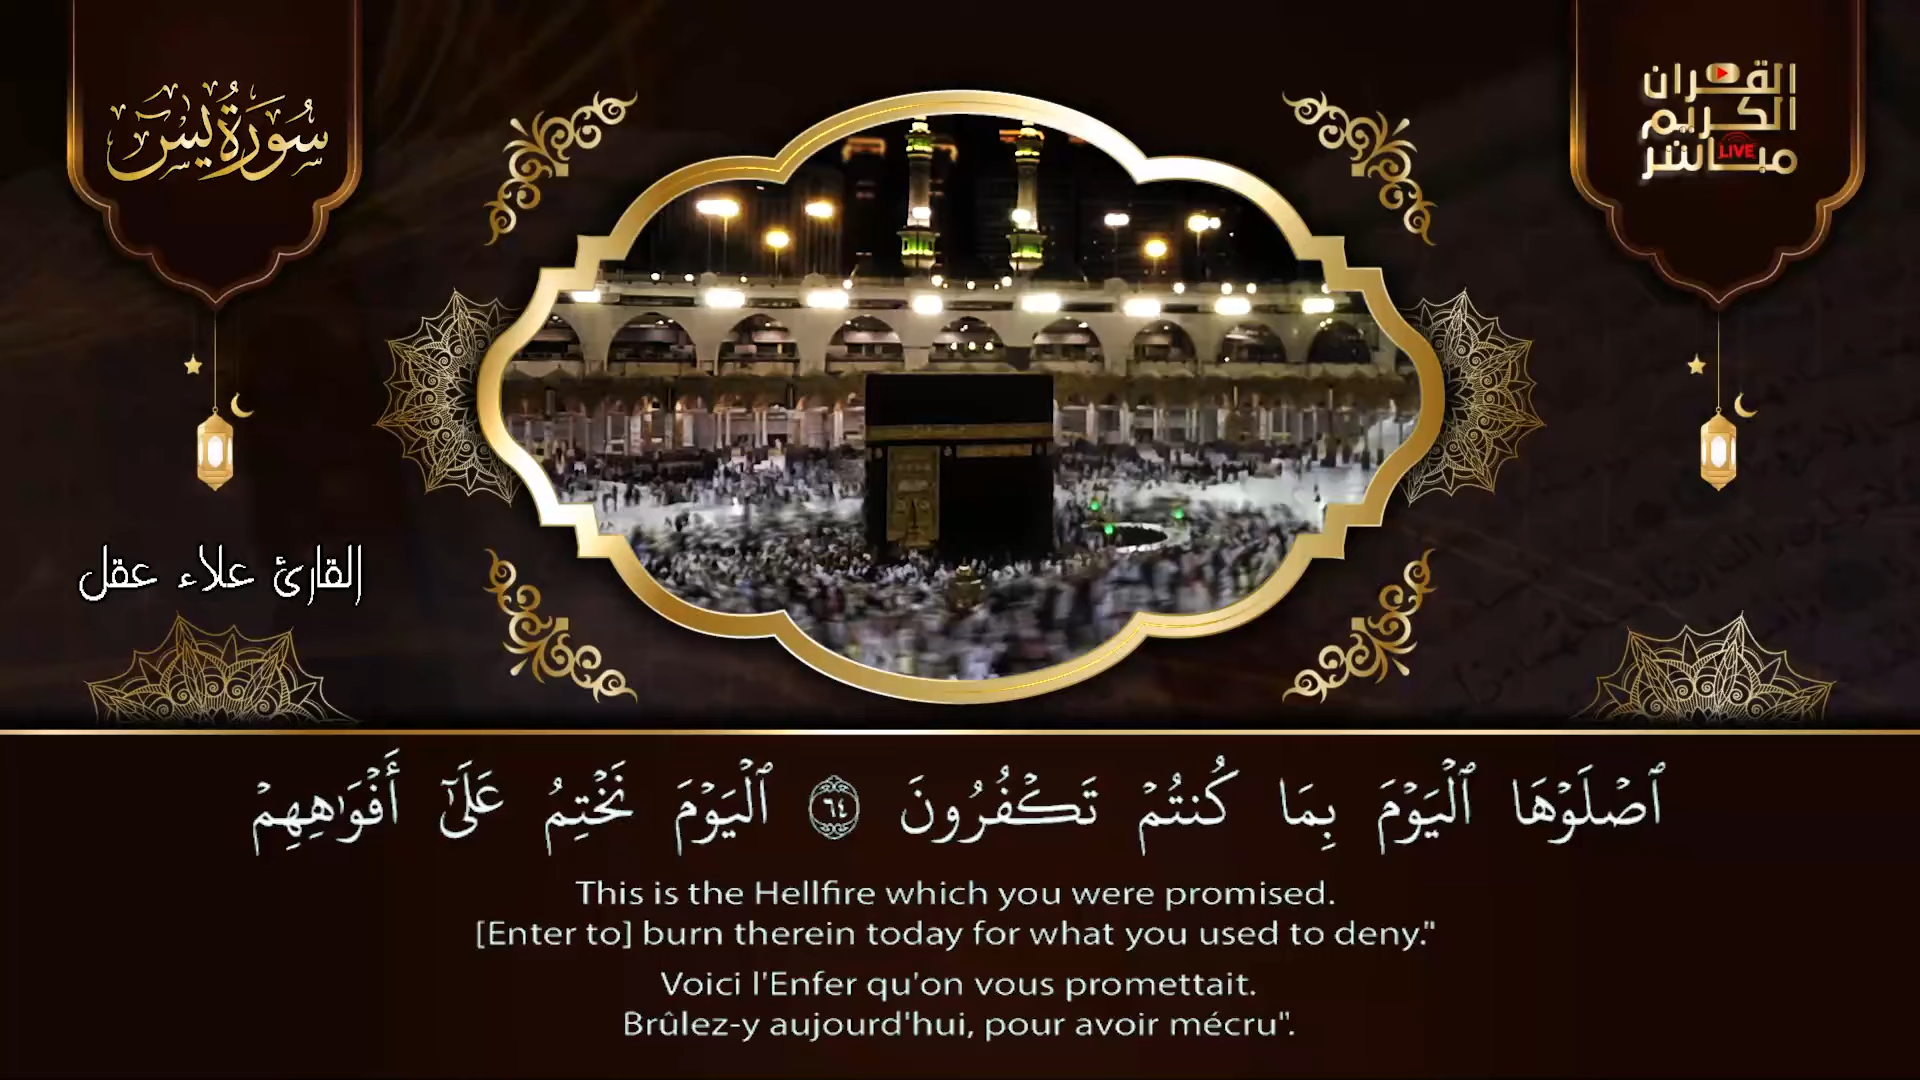 سُورَةُ يسٓ
القرآن
الكريم
مباشر
LIVE
القارئ علاء عقل
ٱصۡلَوۡهَا ٱلۡيَوۡمَ بِمَا كُنتُمۡ تَكۡفُرُونَ ٦٤ ٱلۡيَوۡمَ نَخۡتِمُ عَلَىٰٓ أَفۡوَٰهِهِمۡ
This is the Hellfire which you were promised.
[Enter to] burn therein today for what you used to deny."
Voici l'Enfer qu'on vous promettait.
Brûlez-y aujourd'hui, pour avoir mécru".